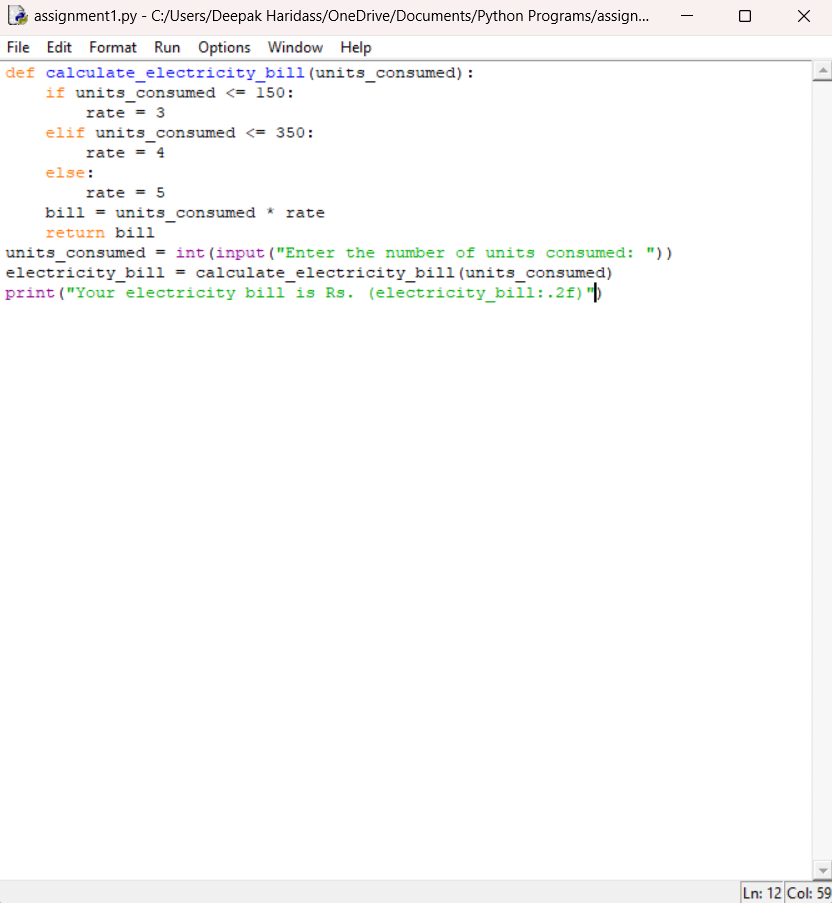 assignment1.py - C:/Users/Deepak Haridass/OneDrive/Documents/Python Programs/assign...
File Edit Format Run Options Window Help
def calculate_electricity_bill(units_consumed):
    if units_consumed <= 150:
        rate = 3
    elif units_consumed <= 350:
        rate = 4
    else:
        rate = 5
    bill = units_consumed * rate
    return bill
units_consumed = int(input("Enter the number of units consumed: "))
electricity_bill = calculate_electricity_bill(units_consumed)
print("Your electricity bill is Rs. (electricity_bill:.2f)")
Ln: 12 Col: 59